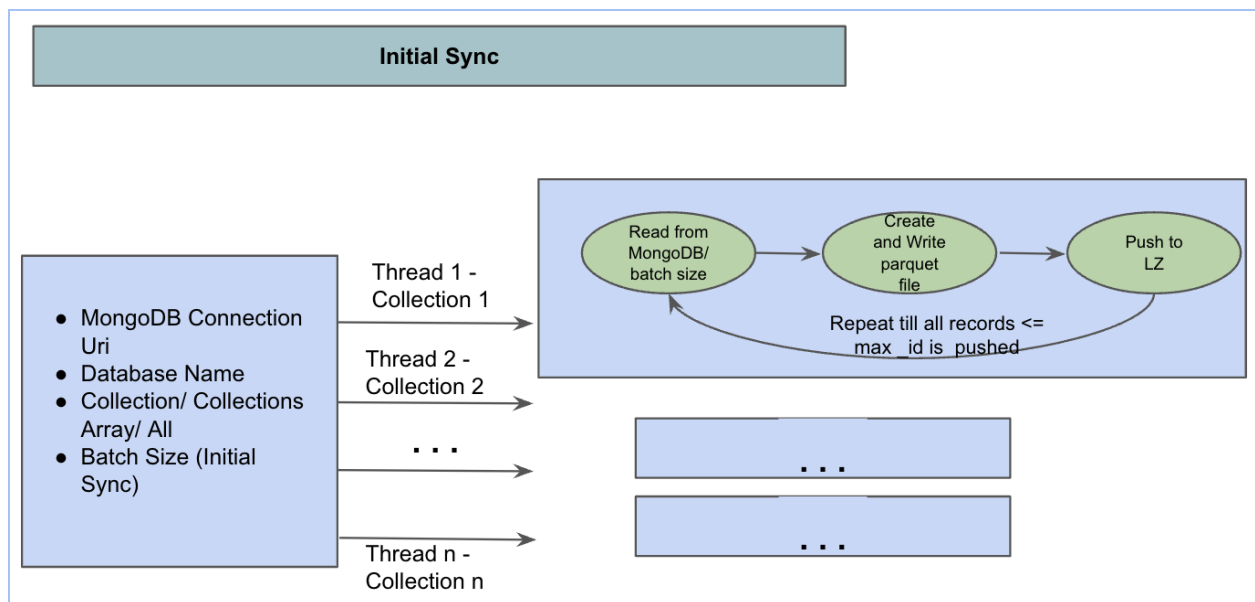 Initial Sync
● MongoDB Connection
Uri
● Database Name
● Collection/ Collections
Array/ All
● Batch Size (Initial
Sync)
Thread 1 -
Collection 1
Thread 2 -
Collection 2
. . .
Thread n -
Collection n
Read from
MongoDB/
batch size
Create
and Write
parquet
file
Push to
LZ
Repeat till all records <=
max _id is pushed
. . .
. . .